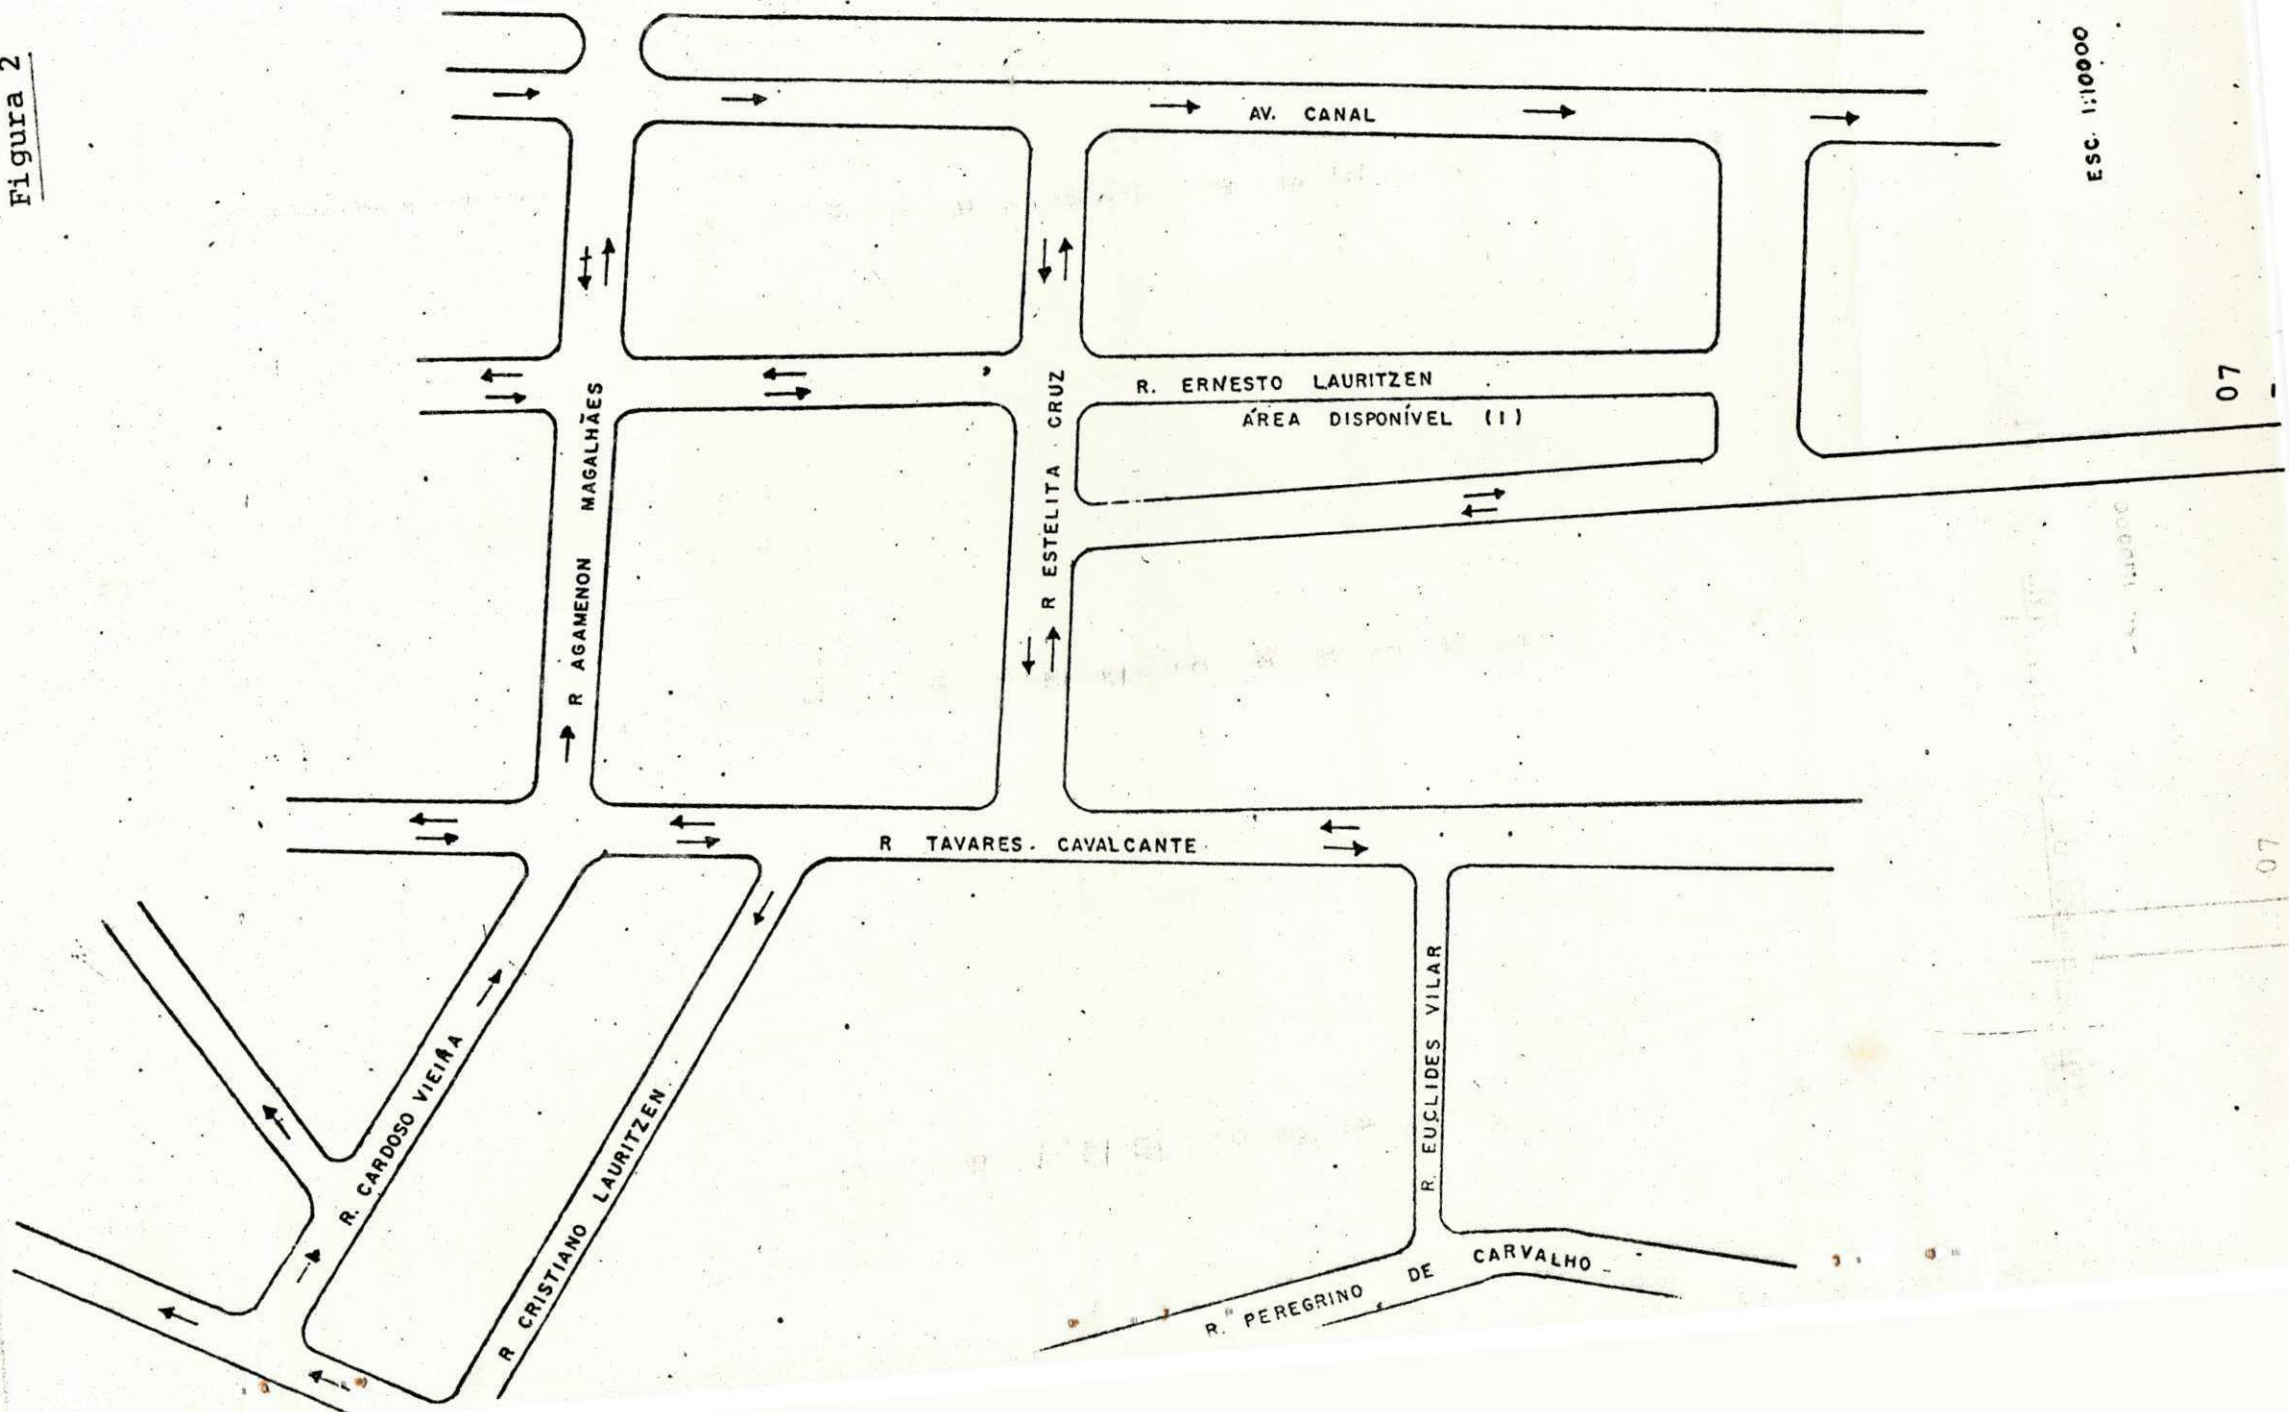 Figura 2
ESC. 1:10000
AV. CANAL
R. ERNESTO LAURITZEN
ÁREA DISPONÍVEL (1)
07
R AGAMENON MAGALHÃES
R ESTELITA CRUZ
R TAVARES. CAVALCANTE
R. CARDOSO VIEIRA
R CRISTIANO LAURITZEN
R. EUCLIDES VILAR
R. PEREGRINO DE CARVALHO
07